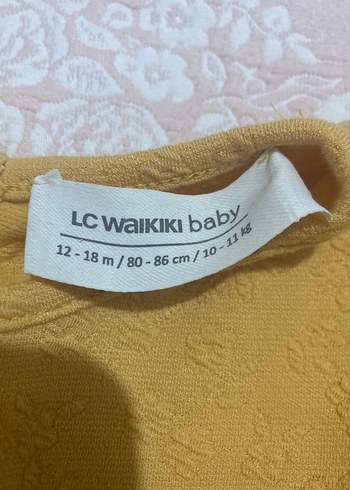 LC WAIKIKI baby
12 - 18 m / 80 - 86 cm / 10 - 11 kg